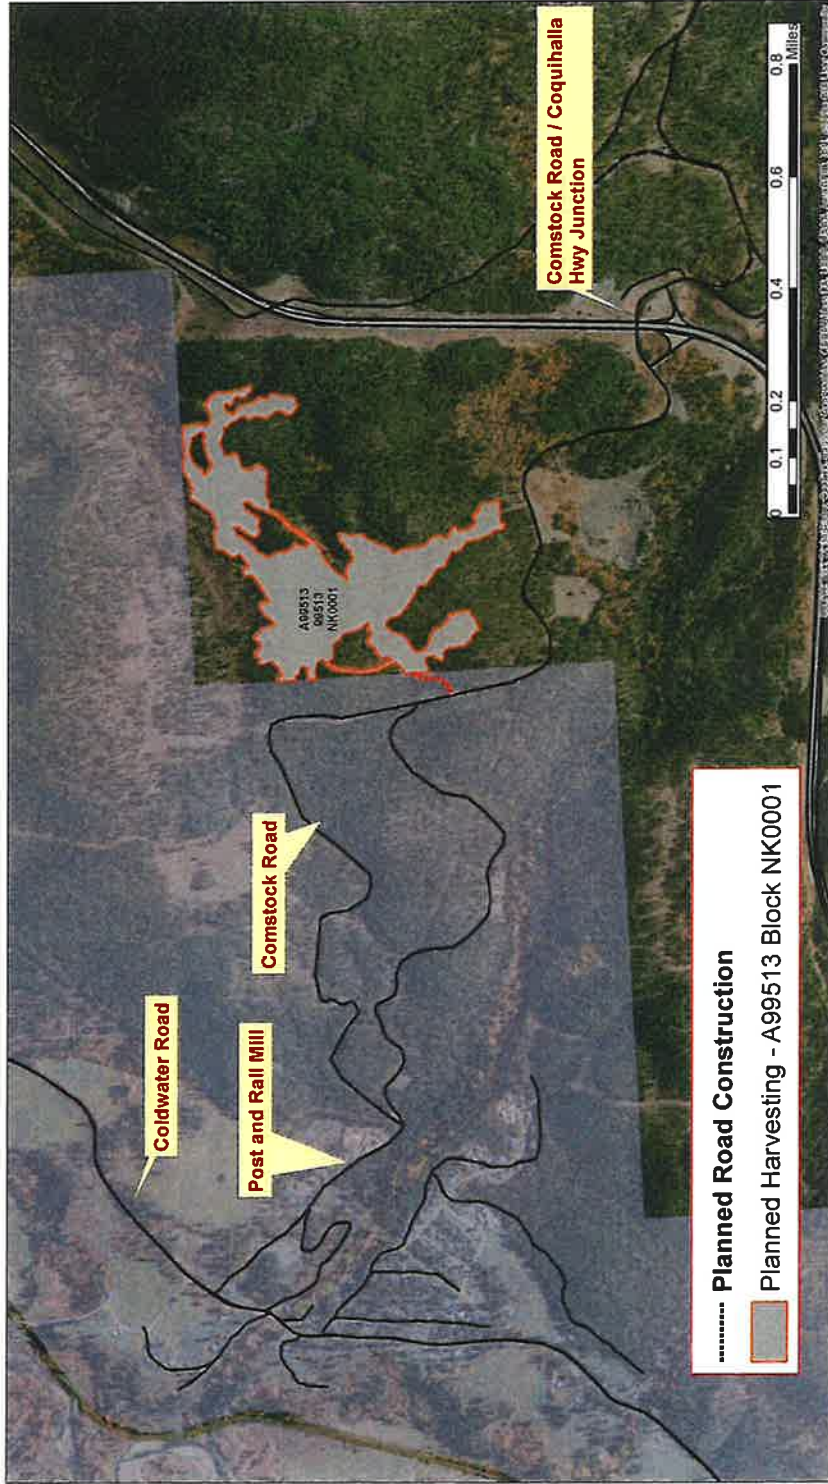 Coldwater Road
Post and Rail Mill
Comstock Road
A99513
99513
NK0001
Comstock Road / Coquihalla
Hwy Junction
Planned Road Construction
Planned Harvesting - A99513 Block NK0001
0 0.1 0.2 0.4 0.6 0.8
Miles